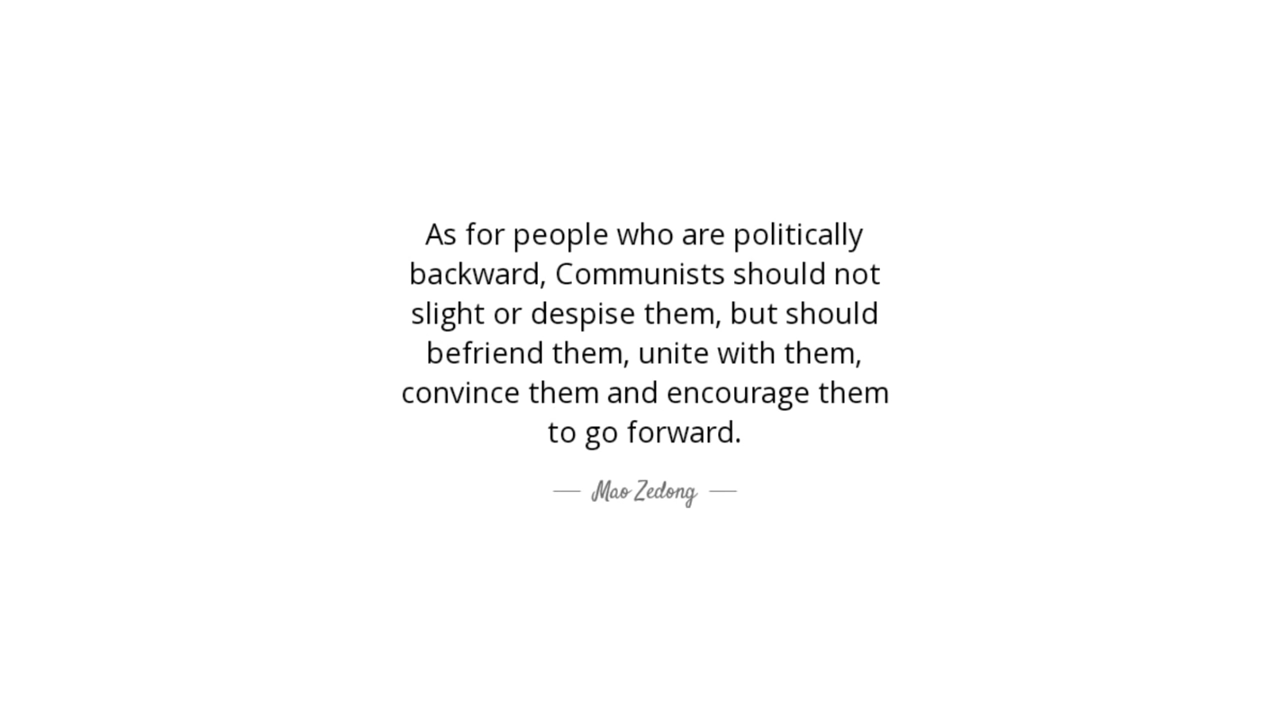 As for people who are politically
backward, Communists should not
slight or despise them, but should
befriend them, unite with them,
convince them and encourage them
to go forward.
Mao Zedong